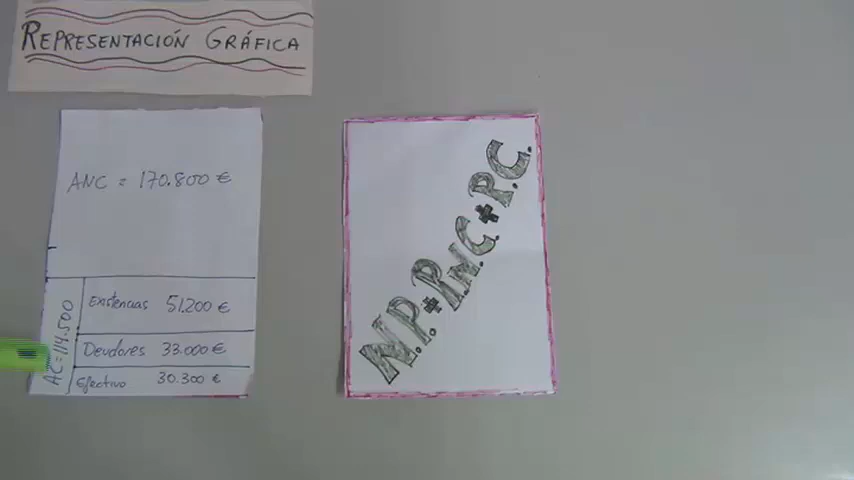 REPRESENTACIÓN GRÁFICA
ANC = 170.800 €
AC=114.500
Existencias 51.200 €
Deudores 33.000 €
Efectivo 30.300 €
N.P.+P.N.C.+P.C.